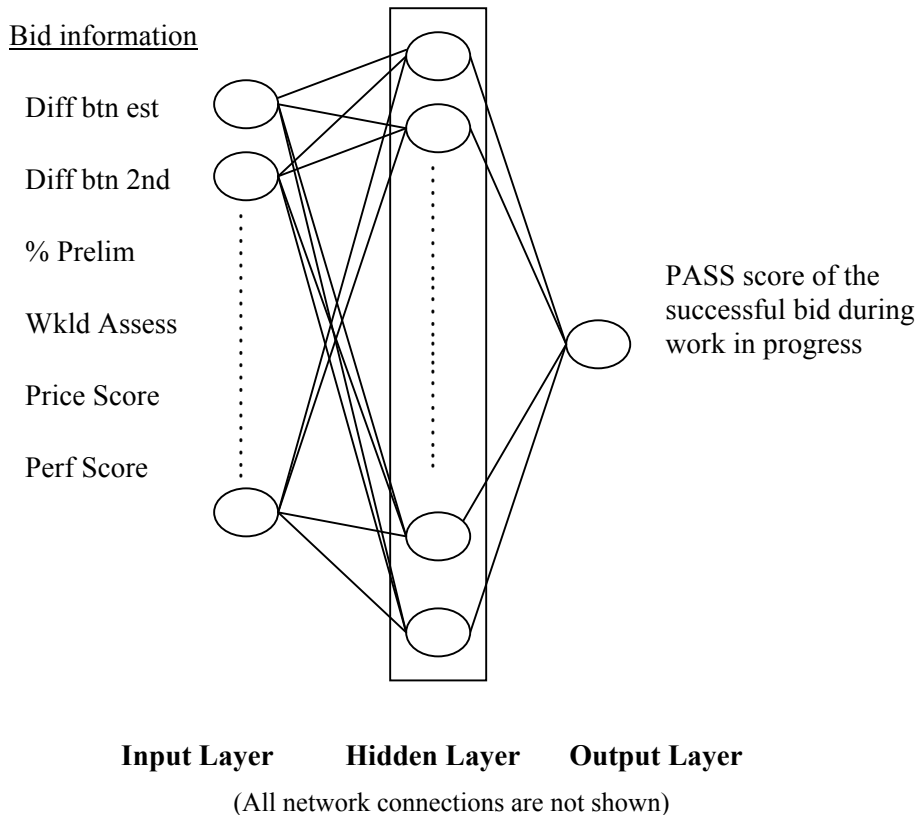 Bid information
Diff btn est
Diff btn 2nd
% Prelim
Wkld Assess
Price Score
Perf Score
PASS score of the
successful bid during
work in progress
Input Layer
Hidden Layer
Output Layer
(All network connections are not shown)